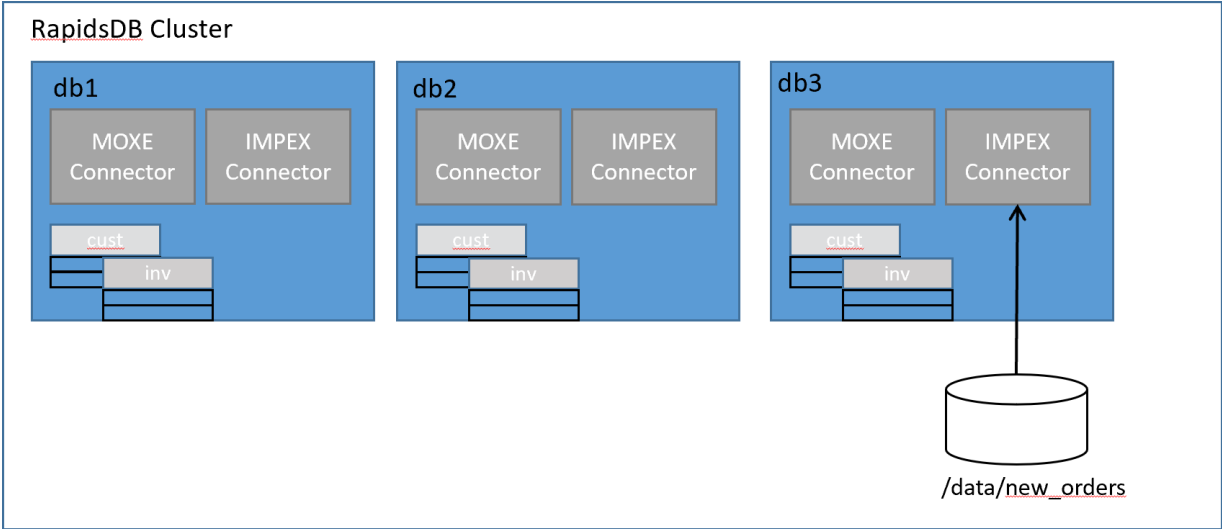 RapidsDB Cluster
db1
MOXE
Connector
IMPEX
Connector
cust
inv
db2
MOXE
Connector
IMPEX
Connector
cust
inv
db3
MOXE
Connector
IMPEX
Connector
cust
inv
/data/new_orders